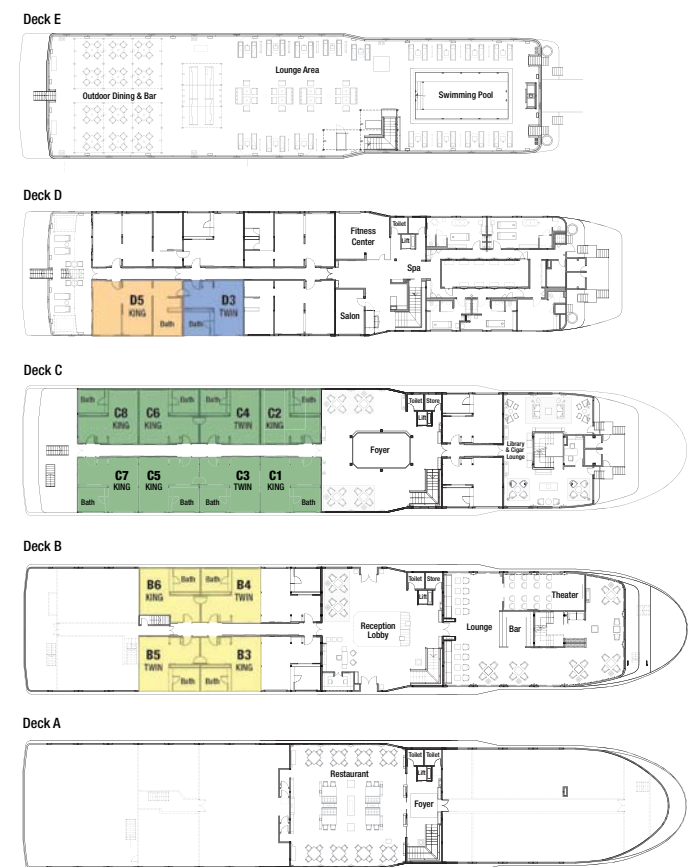 Deck E
Outdoor Dining & Bar
Lounge Area
Swimming Pool
Deck D
Fitness
Center
Toilet
Lift
Spa
Salon
D5
KING
Bath
D3
TWIN
Bath
Deck C
Bath
C8
KING
C6
KING
Bath
Bath
C4
TWIN
C2
KING
Bath
Toilet
Store
Lift
Foyer
Library
& Cigar
Lounge
C7
KING
C5
KING
C3
TWIN
C1
KING
Bath
Bath
Bath
Bath
Deck B
B6
KING
Bath
Bath
B4
TWIN
Toilet
Store
Lift
Reception
Lobby
Lounge
Bar
Theater
B5
TWIN
Bath
Bath
B3
KING
Deck A
Restaurant
Toilet
Toilet
Lift
Foyer